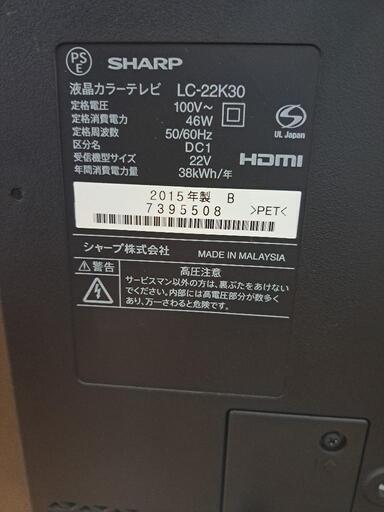 PS
E
SHARP
液晶カラーテレビ LC-22K30
定格電圧 100V～
定格消費電力 46W
定格周波数 50/60Hz
区分名 DC1
受信機型サイズ 22V
年間消費電力量 38kWh/年
S
UL Japan
HDMI
2015年製 B
7395508
>PET<
シャープ株式会社 MADE IN MALAYSIA
警告 高圧注意
サービスマン以外の方は、裏ぶたをあけない
でください。内部には高電圧部分が数多く
あり、万一さわると危険です。